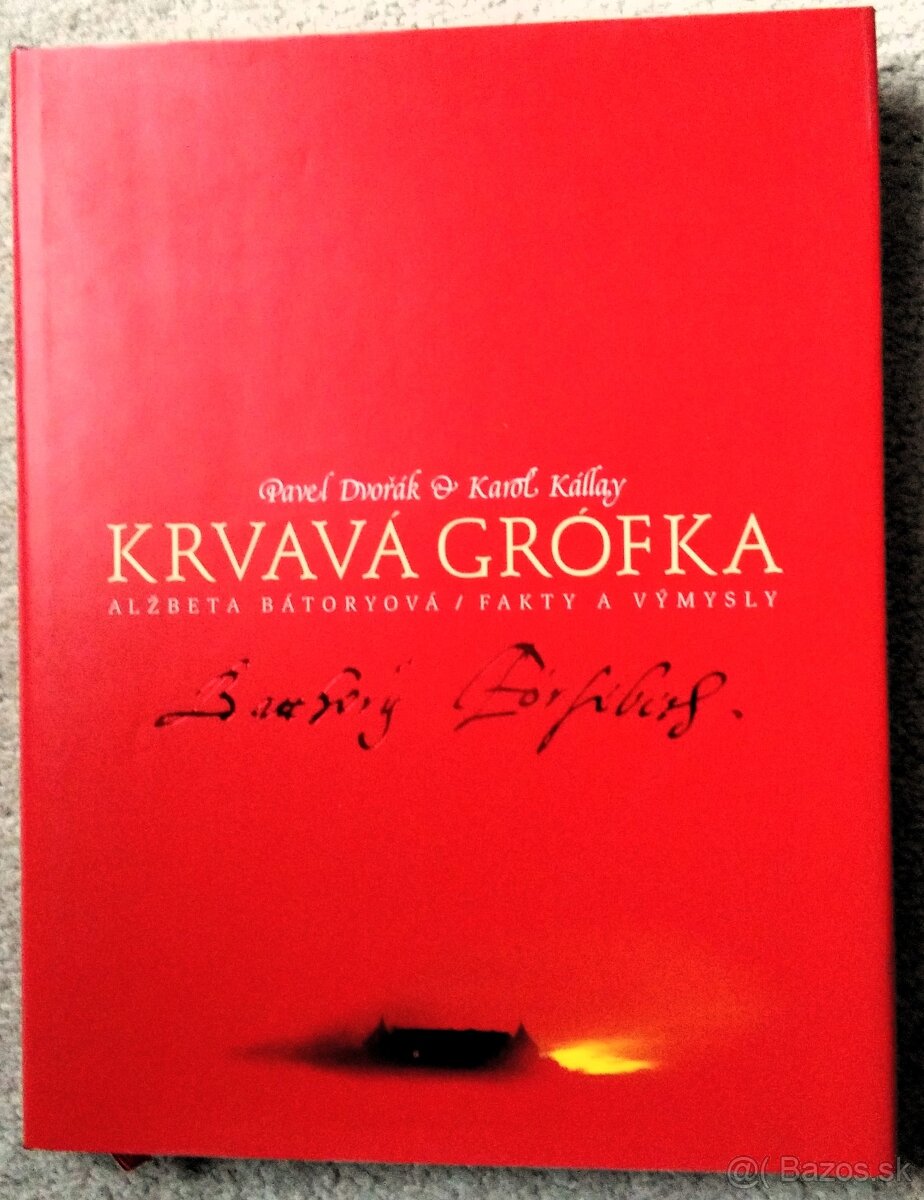 Pavel Dvořák & Karol Kállay
KRVAVÁ GRÓFKA
ALŽBETA BÁTORYOVÁ / FAKTY A VÝMYSLY
@( Bazos.sk